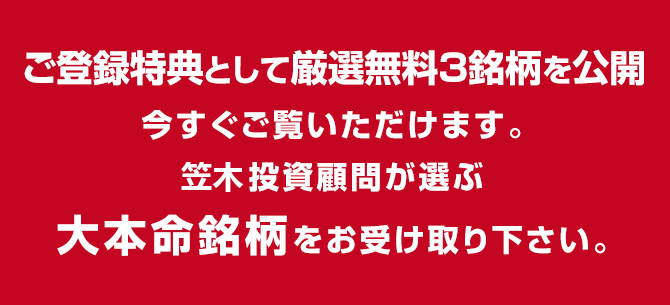 ご登録特典として厳選無料3銘柄を公開
今すぐご覧いただけます。
笠木投資顧問が選ぶ
大本命銘柄をお受け取り下さい。